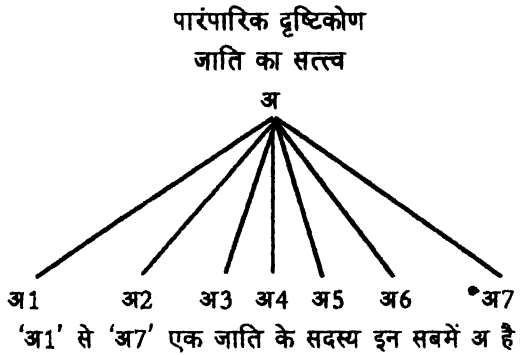 पारंपारिक दृष्टिकोण
जाति का सत्त्व
अ
अ1 अ2 अ3 अ4 अ5 अ6 अ7
'अ1' से 'अ7' एक जाति के सदस्य इन सबमें अ है